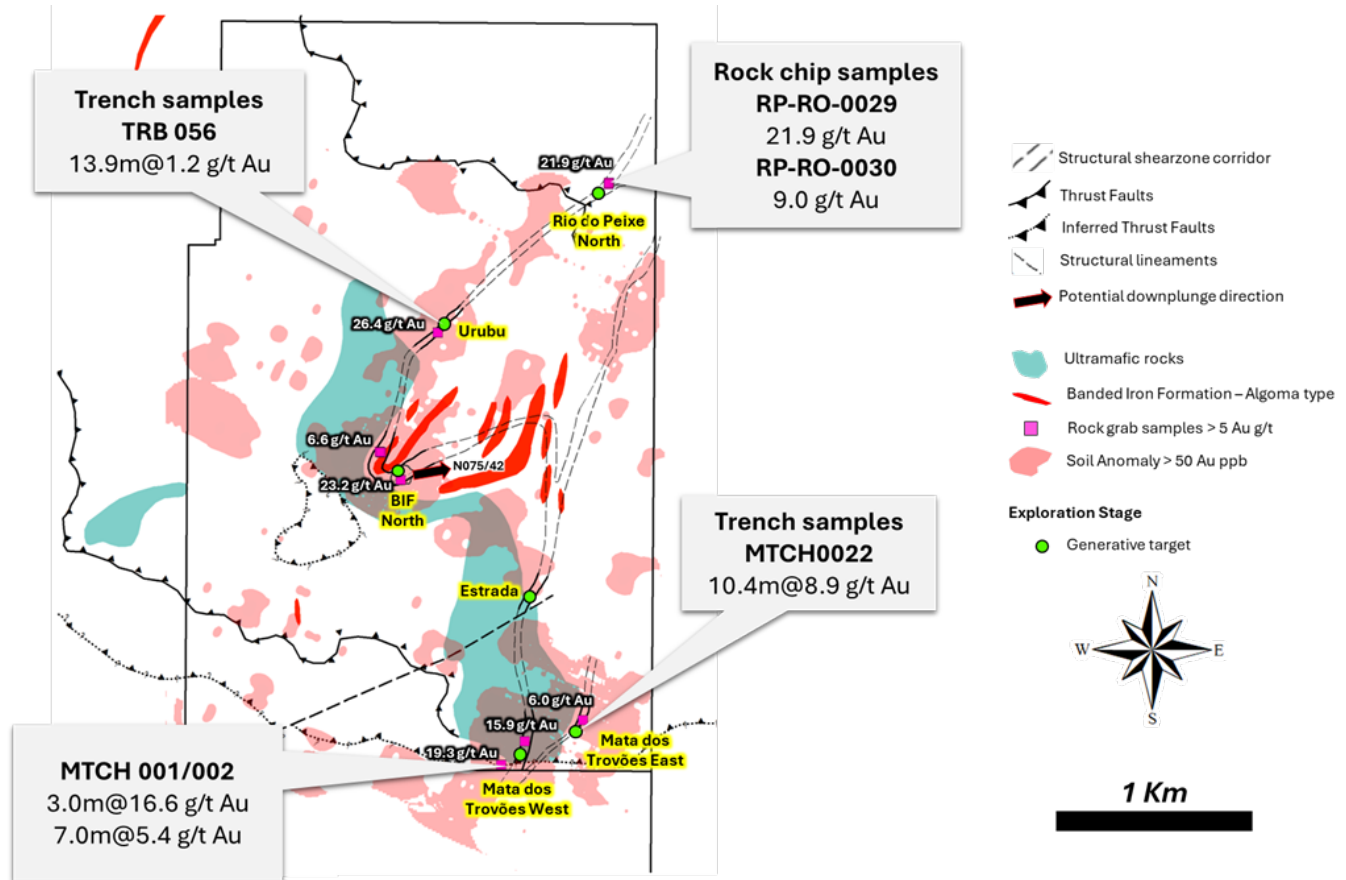 Trench samples
TRB 056
13.9m@1.2 g/t Au
Rock chip samples
RP-RO-0029
21.9 g/t Au
RP-RO-0030
9.0 g/t Au
21.9 g/t Au
Rio do Peixe
North
26.4 g/t Au
Urubu
6.6 g/t Au
N075/42
23.2 g/t Au
BIF
North
Trench samples
MTCH0022
10.4m@8.9 g/t Au
Estrada
6.0 g/t Au
15.9 g/t Au
19.3 g/t Au
Mata dos
Trovões East
Mata dos
Trovões West
MTCH 001/002
3.0m@16.6 g/t Au
7.0m@5.4 g/t Au
Structural shearzone corridor
Thrust Faults
Inferred Thrust Faults
Structural lineaments
Potential downplunge direction
Ultramafic rocks
Banded Iron Formation – Algoma type
Rock grab samples > 5 Au g/t
Soil Anomaly > 50 Au ppb
Exploration Stage
Generative target
N
W
E
S
1 Km